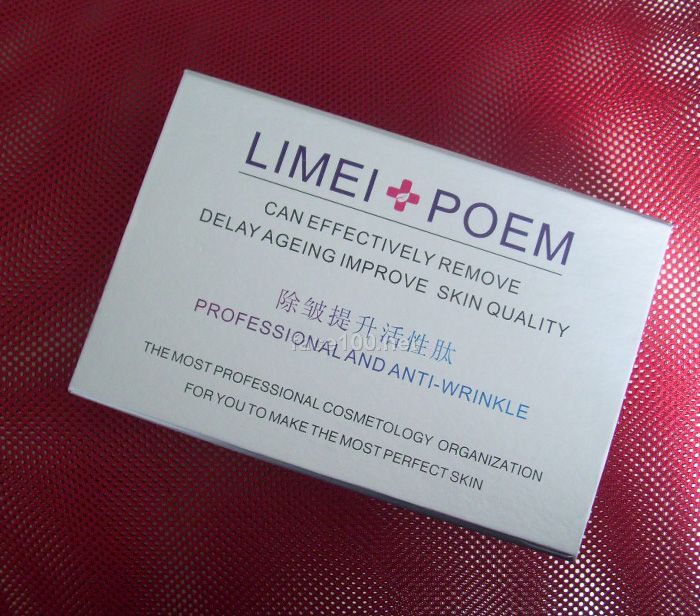 LIMEI POEM
CAN EFFECTIVELY REMOVE
DELAY AGEING IMPROVE SKIN QUALITY
除皱提升活性肽
PROFESSIONAL AND ANTI-WRINKLE
THE MOST PROFESSIONAL COSMETOLOGY ORGANIZATION
FOR YOU TO MAKE THE MOST PERFECT SKIN